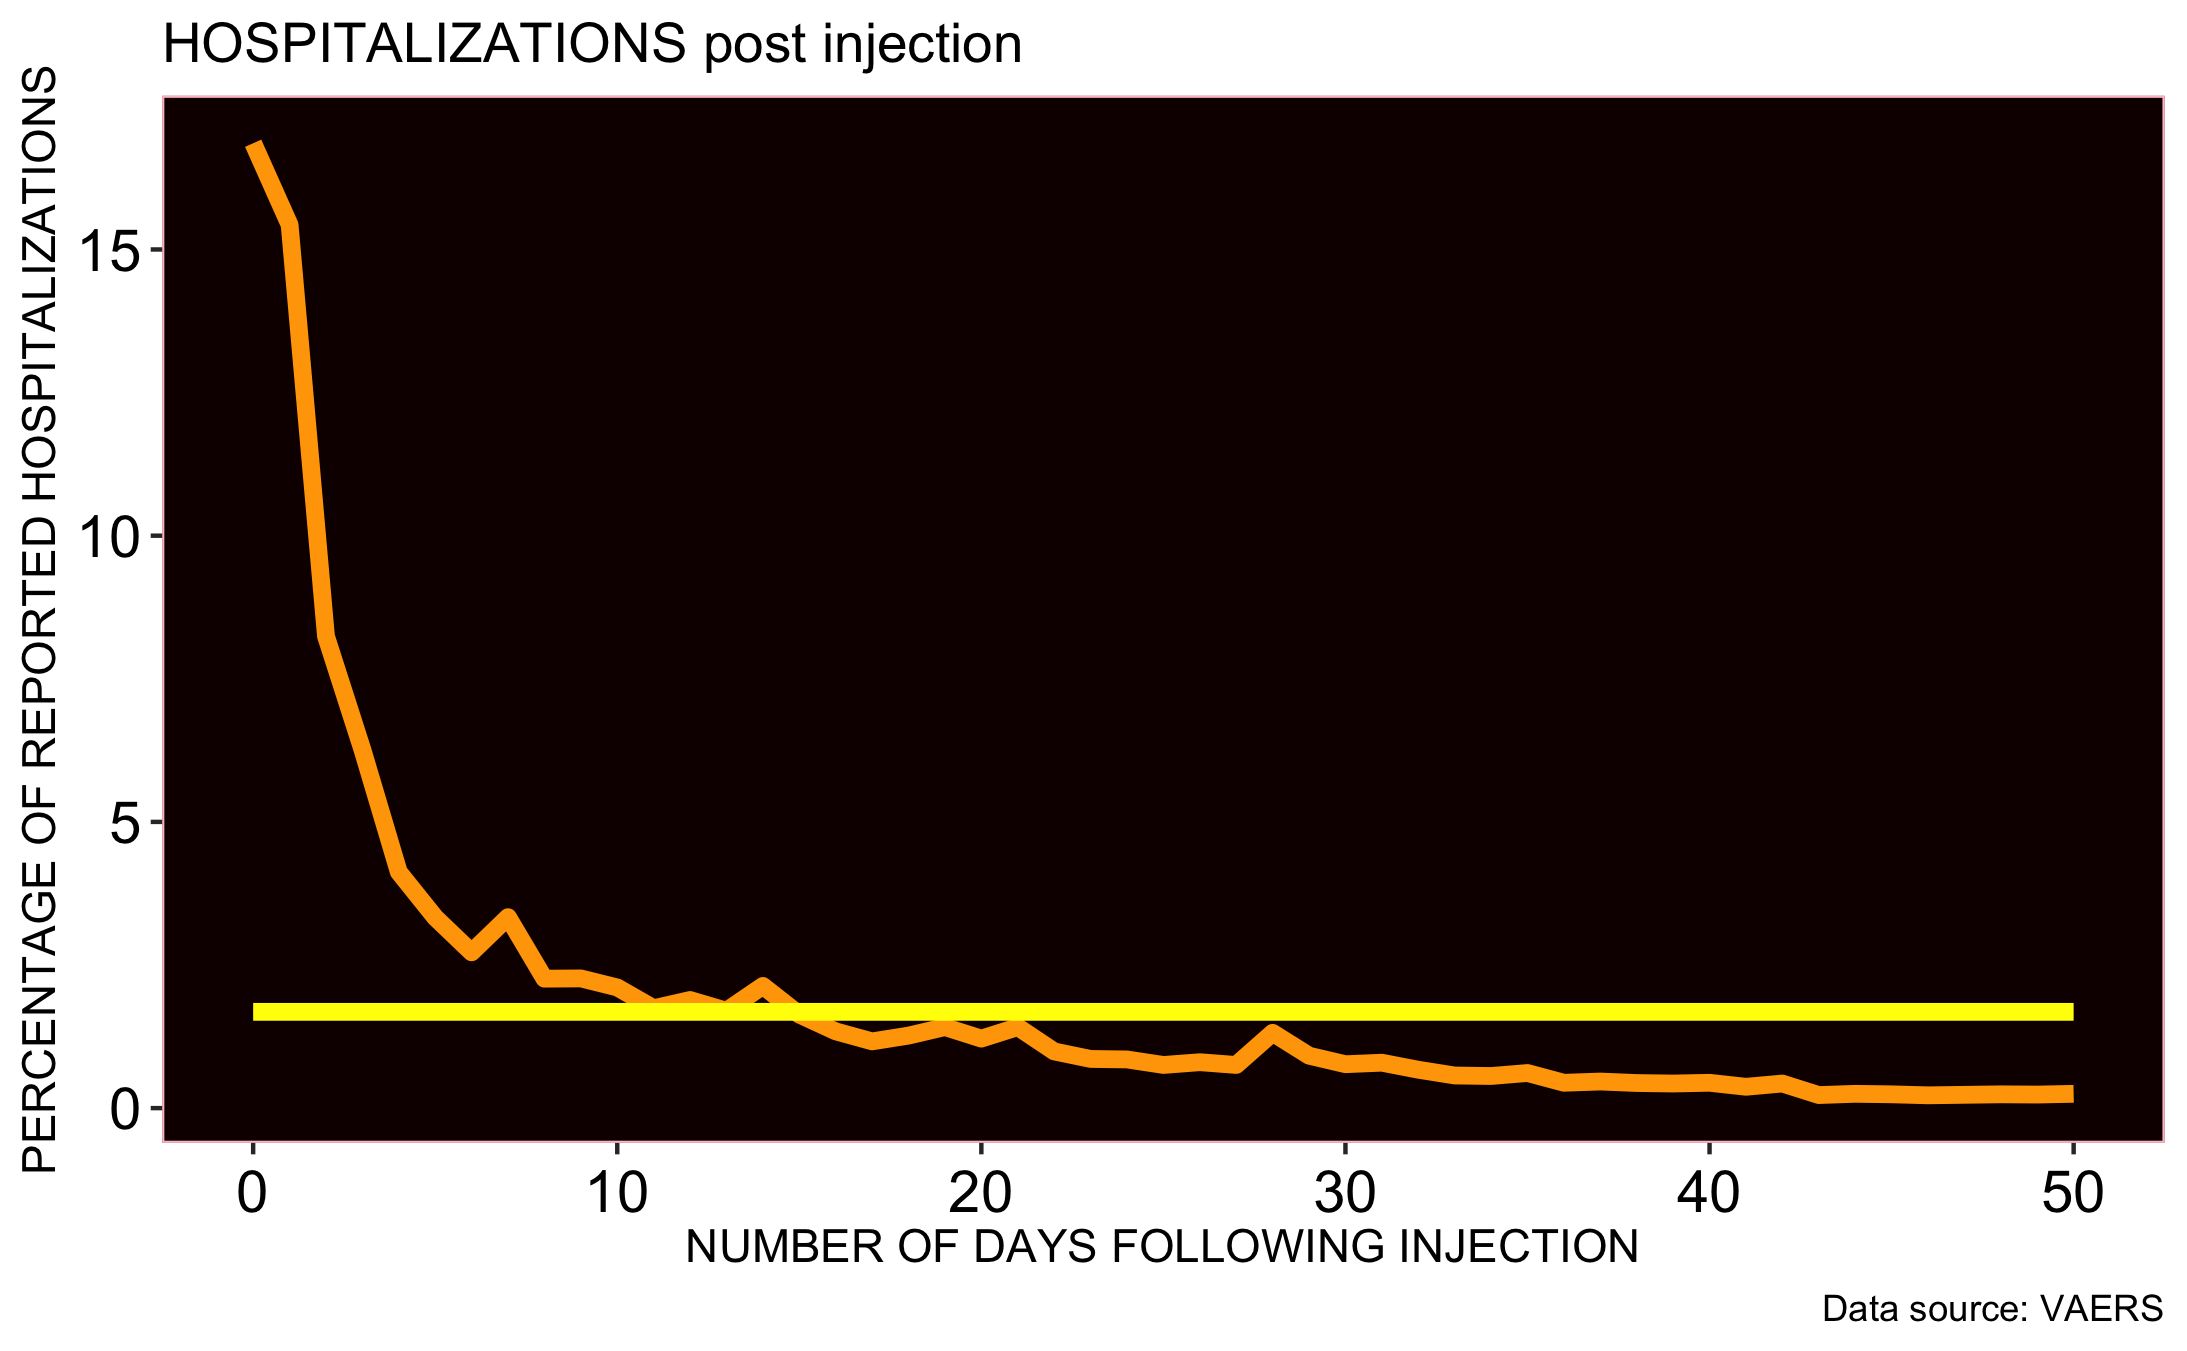 HOSPITALIZATIONS post injection
PERCENTAGE OF REPORTED HOSPITALIZATIONS
15
10
5
0
0 10 20 30 40 50
NUMBER OF DAYS FOLLOWING INJECTION
Data source: VAERS